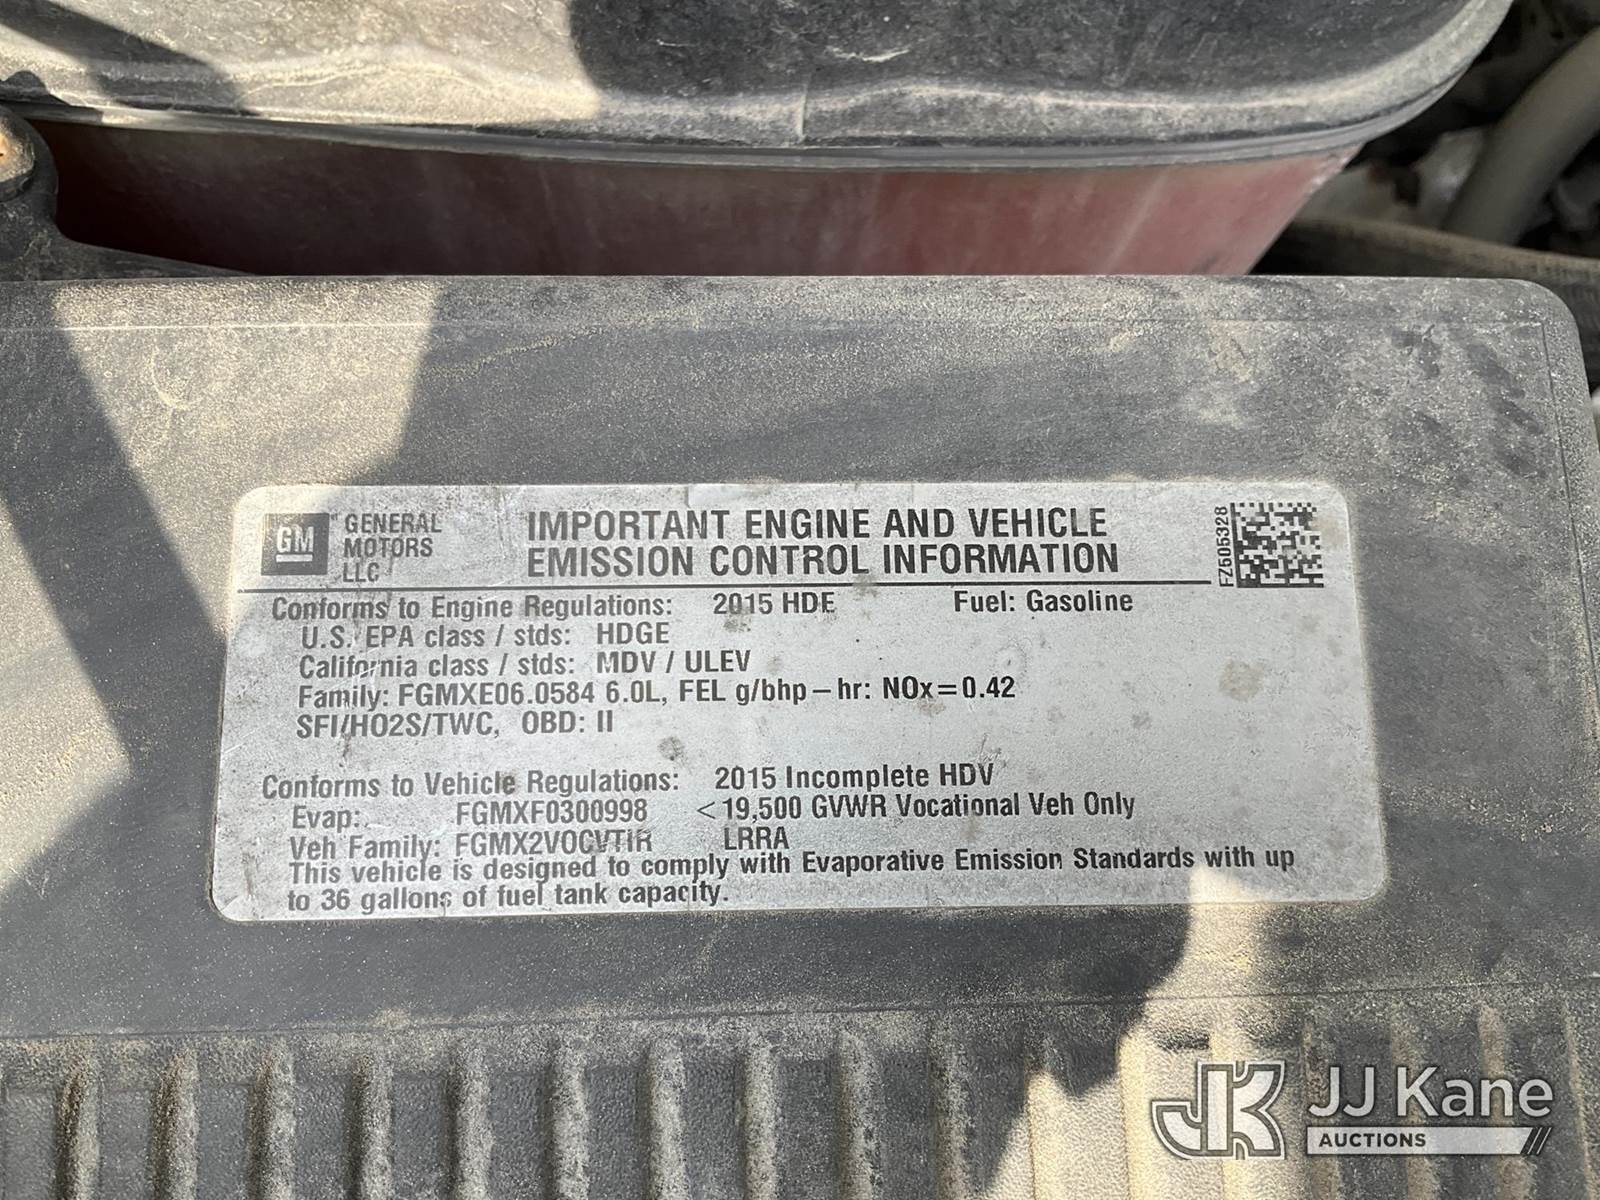 GM
GENERAL
MOTORS
LLC
IMPORTANT ENGINE AND VEHICLE
EMISSION CONTROL INFORMATION
FZ505328
Conforms to Engine Regulations: 2015 HDE Fuel: Gasoline
U.S. EPA class / stds: HDGE
California class / stds: MDV / ULEV
Family: FGMXE06.0584 6.0L, FEL g/bhp-hr: NOx=0.42
SFI/HO2S/TWC, OBD: II
Conforms to Vehicle Regulations: 2015 Incomplete HDV
Evap: FGMXF0300998 <19,500 GVWR Vocational Veh Only
Veh Family: FGMX2VOCVTIR LRRA
This vehicle is designed to comply with Evaporative Emission Standards with up
to 36 gallons of fuel tank capacity.
JK JJ Kane
AUCTIONS